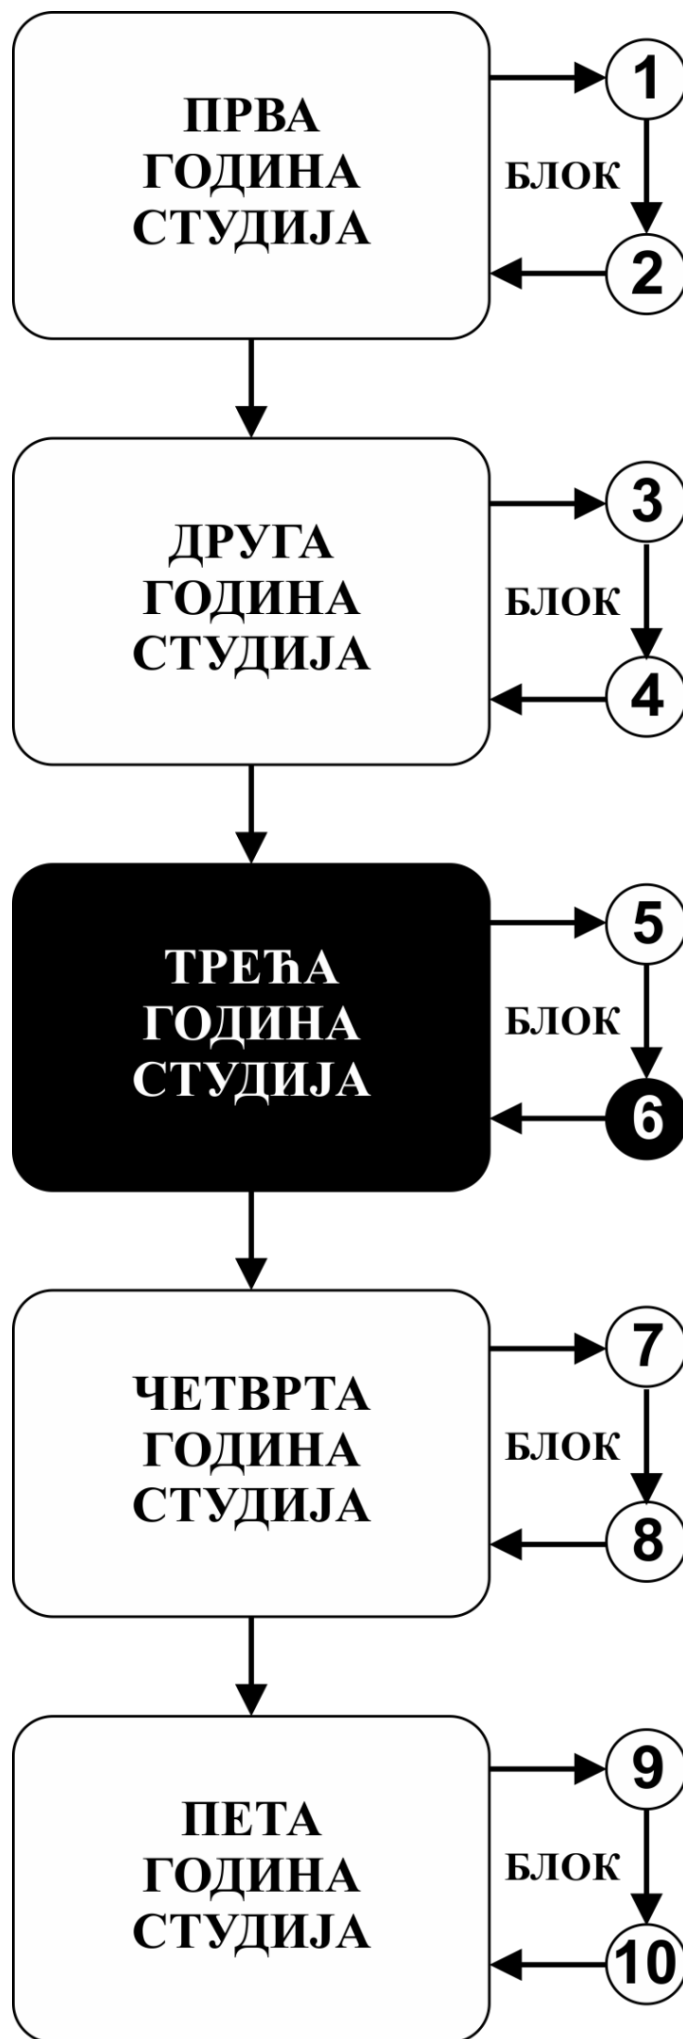 ПРВА
ГОДИНА
СТУДИЈА
1
БЛОК
2
ДРУГА
ГОДИНА
СТУДИЈА
3
БЛОК
4
ТРЕЋА
ГОДИНА
СТУДИЈА
5
БЛОК
6
ЧЕТВРТА
ГОДИНА
СТУДИЈА
7
БЛОК
8
ПЕТА
ГОДИНА
СТУДИЈА
9
БЛОК
10